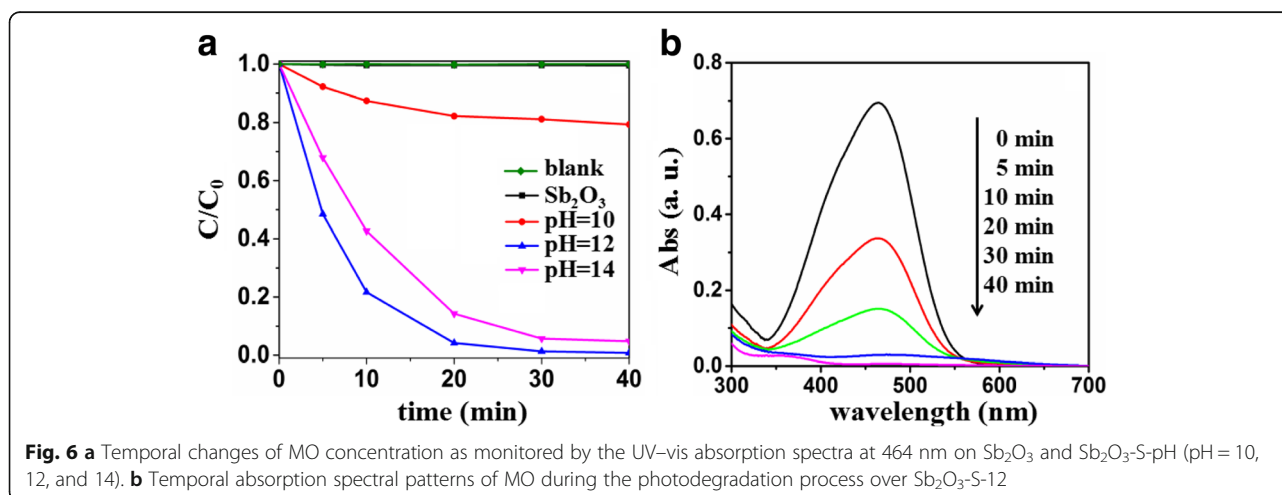 a
1.0
0.8
0.6
0.4
0.2
0.0
C/C₀
0
10
20
30
40
time (min)
blank
Sb₂O₃
pH=10
pH=12
pH=14
b
0.8
0.6
0.4
0.2
0.0
Abs (a. u.)
300
400
500
600
700
wavelength (nm)
0 min
5 min
10 min
20 min
30 min
40 min
Fig. 6 a Temporal changes of MO concentration as monitored by the UV–vis absorption spectra at 464 nm on Sb₂O₃ and Sb₂O₃-S-pH (pH = 10,
12, and 14). b Temporal absorption spectral patterns of MO during the photodegradation process over Sb₂O₃-S-12